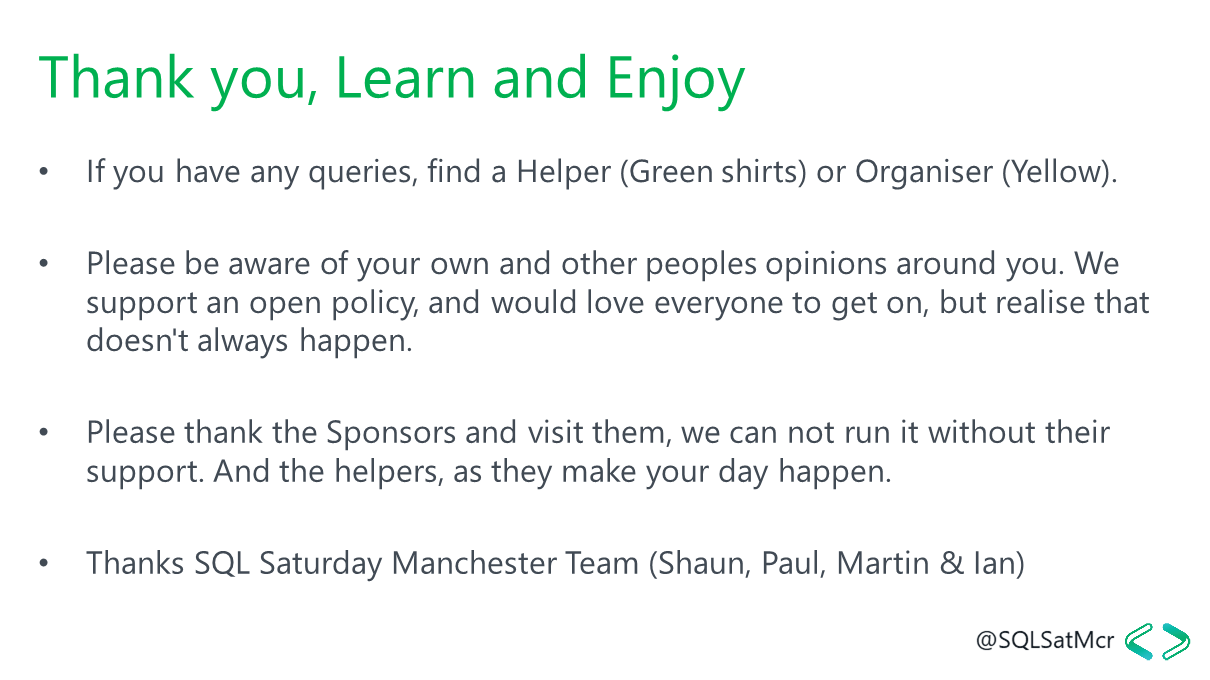 Thank you, Learn and Enjoy
• If you have any queries, find a Helper (Green shirts) or Organiser (Yellow).
• Please be aware of your own and other peoples opinions around you. We
support an open policy, and would love everyone to get on, but realise that
doesn't always happen.
• Please thank the Sponsors and visit them, we can not run it without their
support. And the helpers, as they make your day happen.
• Thanks SQL Saturday Manchester Team (Shaun, Paul, Martin & Ian)
@SQLSatMcr